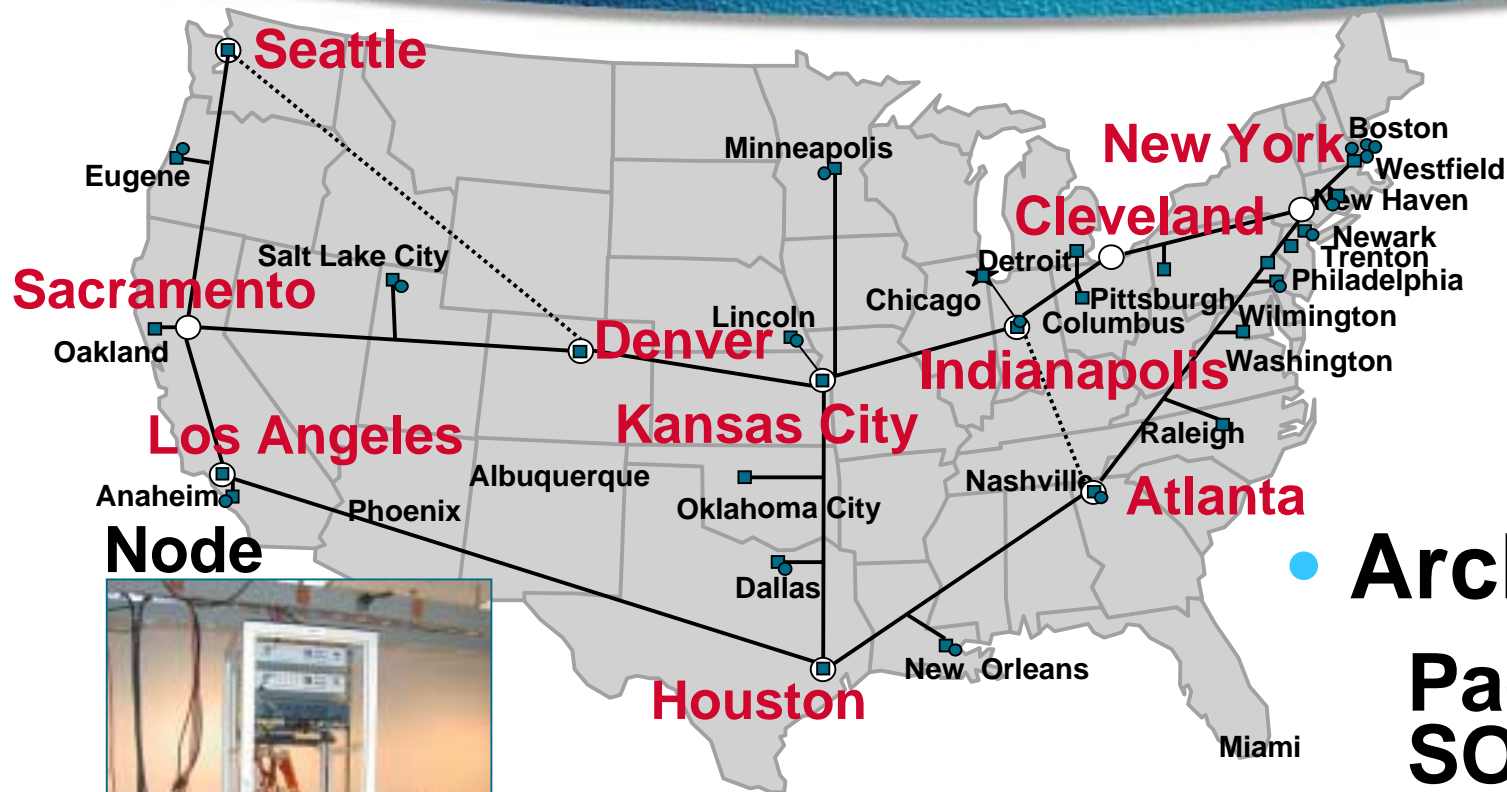 Seattle
Boston
New York
Minneapolis
Westfield
Eugene
New Haven
Cleveland
Newark
Salt Lake City
Detroit
Trenton
Sacramento
Philadelphia
Chicago
Pittsburgh
Lincoln
Columbus
Wilmington
Oakland
Denver
Washington
Indianapolis
Kansas City
Los Angeles
Raleigh
Albuquerque
Nashville
Anaheim
Atlanta
Phoenix
Oklahoma City
Node
Dallas
• Arc
New Orleans
Pa
Houston
Miami
SO